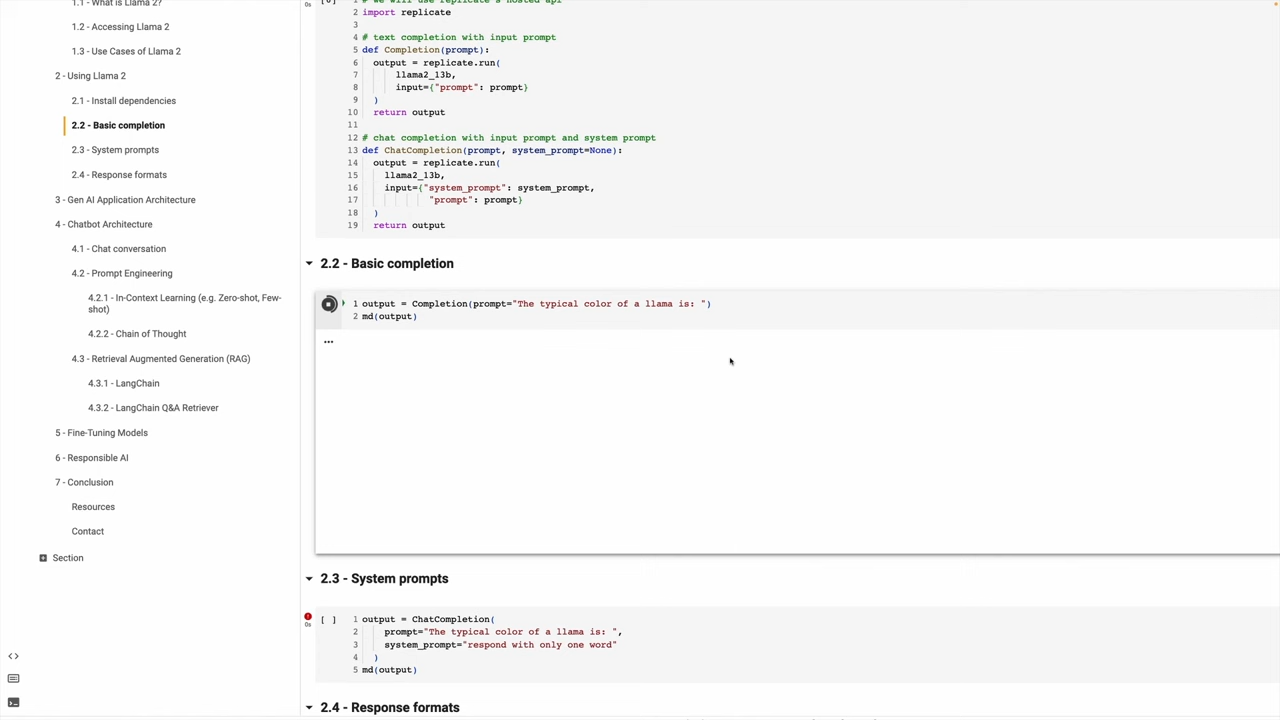 1.1 - What is Llama 2?
1.2 - Accessing Llama 2
1.3 - Use Cases of Llama 2
2 - Using Llama 2
2.1 - Install dependencies
2.2 - Basic completion
2.3 - System prompts
2.4 - Response formats
3 - Gen AI Application Architecture
4 - Chatbot Architecture
4.1 - Chat conversation
4.2 - Prompt Engineering
4.2.1 - In-Context Learning (e.g. Zero-shot, Few-
shot)
4.2.2 - Chain of Thought
4.3 - Retrieval Augmented Generation (RAG)
4.3.1 - LangChain
4.3.2 - LangChain Q&A Retriever
5 - Fine-Tuning Models
6 - Responsible AI
7 - Conclusion
Resources
Contact
Section
0s
1 # we will use replicate's hosted api
2 import replicate
3
4 # text completion with input prompt
5 def Completion(prompt):
6 output = replicate.run(
7 llama2_13b,
8 input={"prompt": prompt}
9 )
10 return output
11
12 # chat completion with input prompt and system prompt
13 def ChatCompletion(prompt, system_prompt=None):
14 output = replicate.run(
15 llama2_13b,
16 input={"system_prompt": system_prompt,
17 "prompt": prompt}
18 )
19 return output
2.2 - Basic completion
1 output = Completion(prompt="The typical color of a llama is: ")
2 md(output)
...
2.3 - System prompts
0s
[ ] 1 output = ChatCompletion(
2 prompt="The typical color of a llama is: ",
3 system_prompt="respond with only one word"
4 )
5 md(output)
2.4 - Response formats